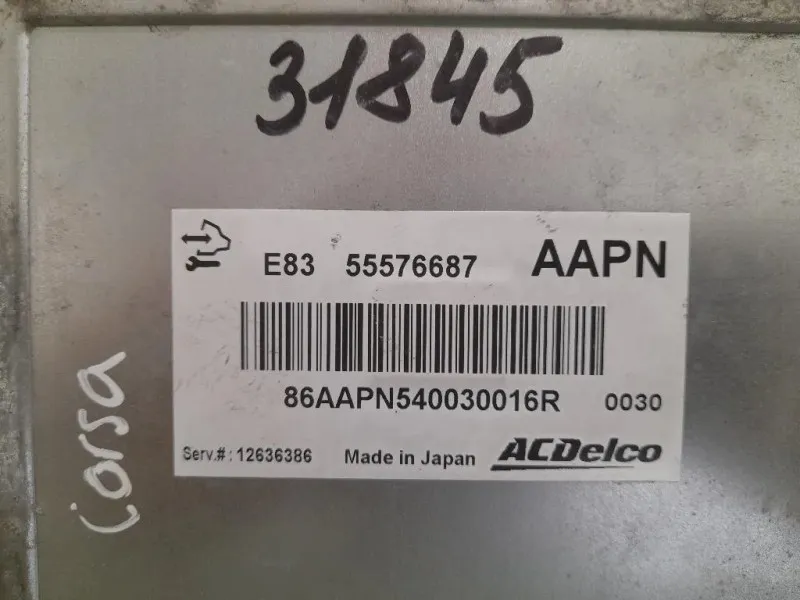 31845
E83 55576687 AAPN
86AAPN540030016R 0030
Serv.#: 12636386 Made in Japan ACDelco
Corsa